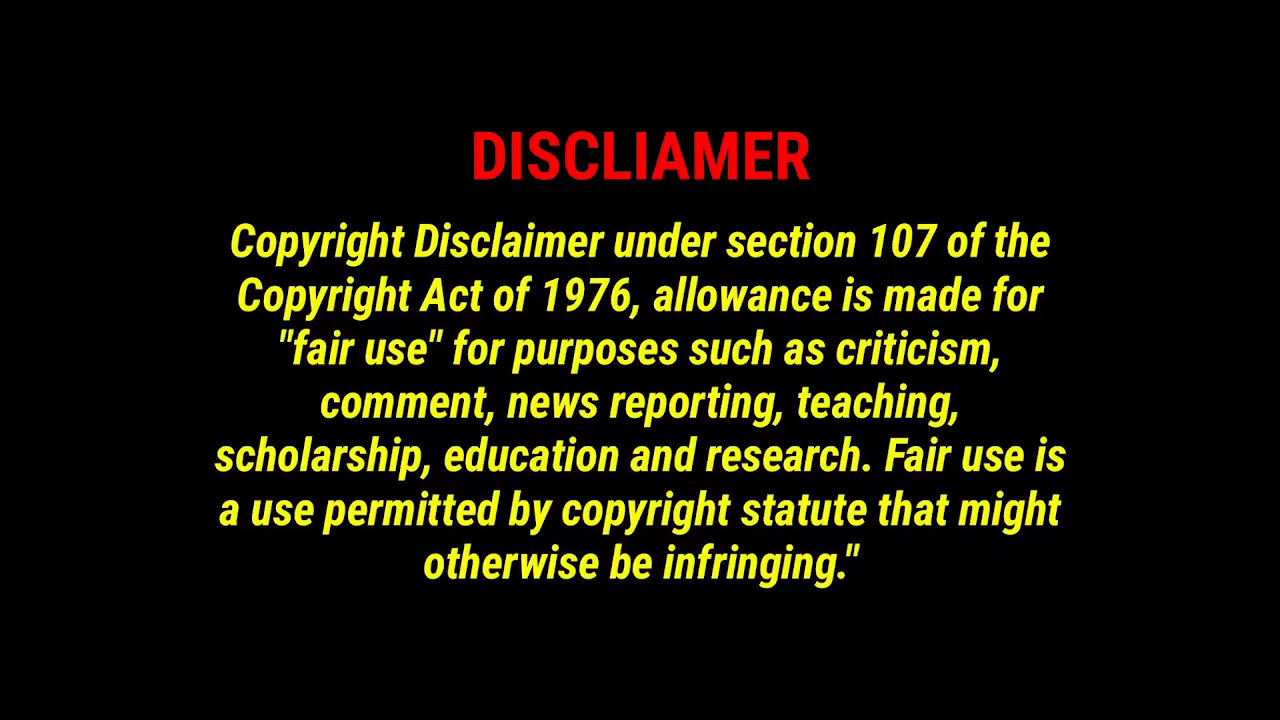 DISCLIAMER
Copyright Disclaimer under section 107 of the
Copyright Act of 1976, allowance is made for
"fair use" for purposes such as criticism,
comment, news reporting, teaching,
scholarship, education and research. Fair use is
a use permitted by copyright statute that might
otherwise be infringing."